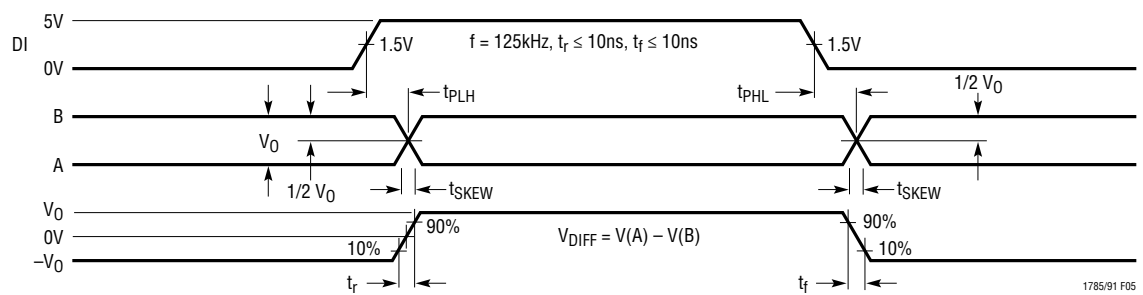 5V
DI
1.5V
f = 125kHz, tr ≤ 10ns, tf ≤ 10ns
1.5V
0V
1/2 VO
tPLH
tPHL
B
VO
A
1/2 VO
tSKEW
tSKEW
VO
90%
90%
0V
VDIFF = V(A) – V(B)
10%
10%
–VO
tr
tf
1785/91 F05